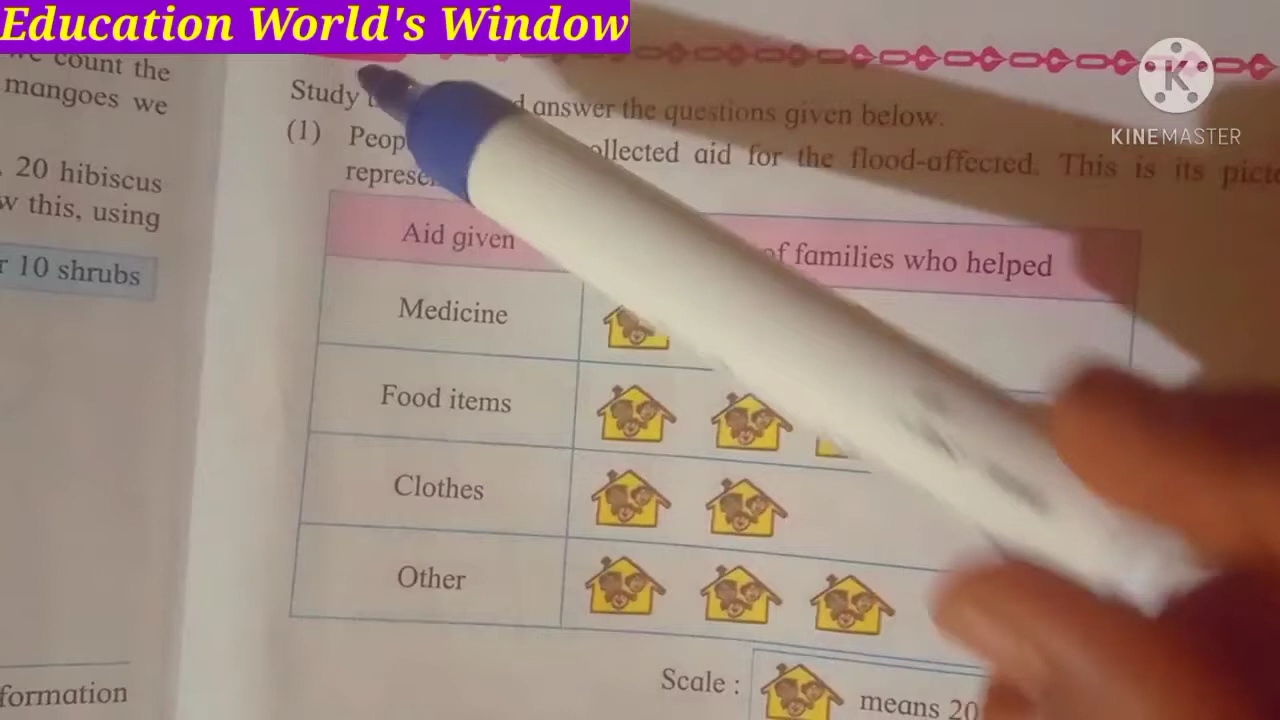 Education World's Window
KINEMASTER
we count the
mangoes we
20 hibiscus
w this, using
r 10 shrubs
formation
Study answer the questions given below.
(1) Peop ollected aid for the flood-affected. This is its picto
represe
Aid given of families who helped
Medicine
Food items
Clothes
Other
Scale : means 20